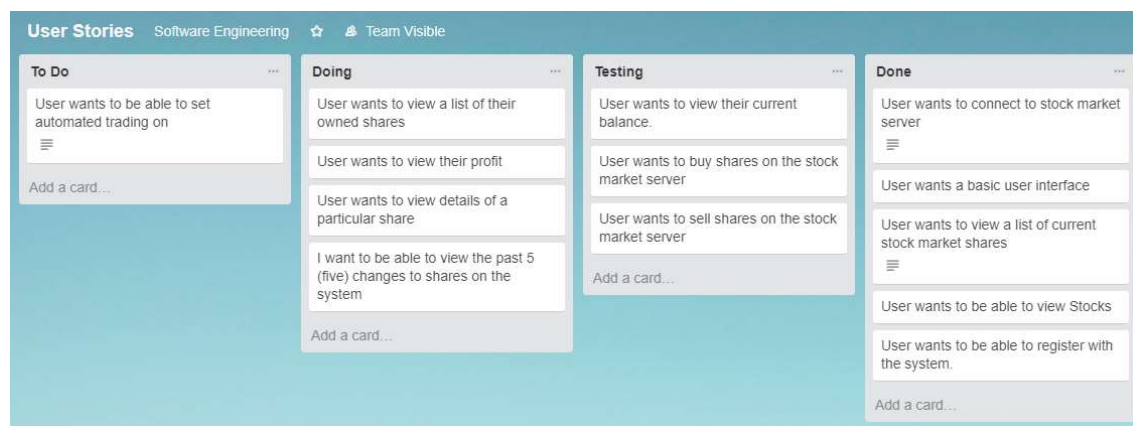 User Stories Software Engineering Team Visible
To Do
User wants to be able to set
automated trading on
Add a card...
Doing
User wants to view a list of their
owned shares
User wants to view their profit
User wants to view details of a
particular share
I want to be able to view the past 5
(five) changes to shares on the
system
Add a card...
Testing
User wants to view their current
balance.
User wants to buy shares on the stock
market server
User wants to sell shares on the stock
market server
Add a card...
Done
User wants to connect to stock market
server
User wants a basic user interface
User wants to view a list of current
stock market shares
User wants to be able to view Stocks
User wants to be able to register with
the system.
Add a card...